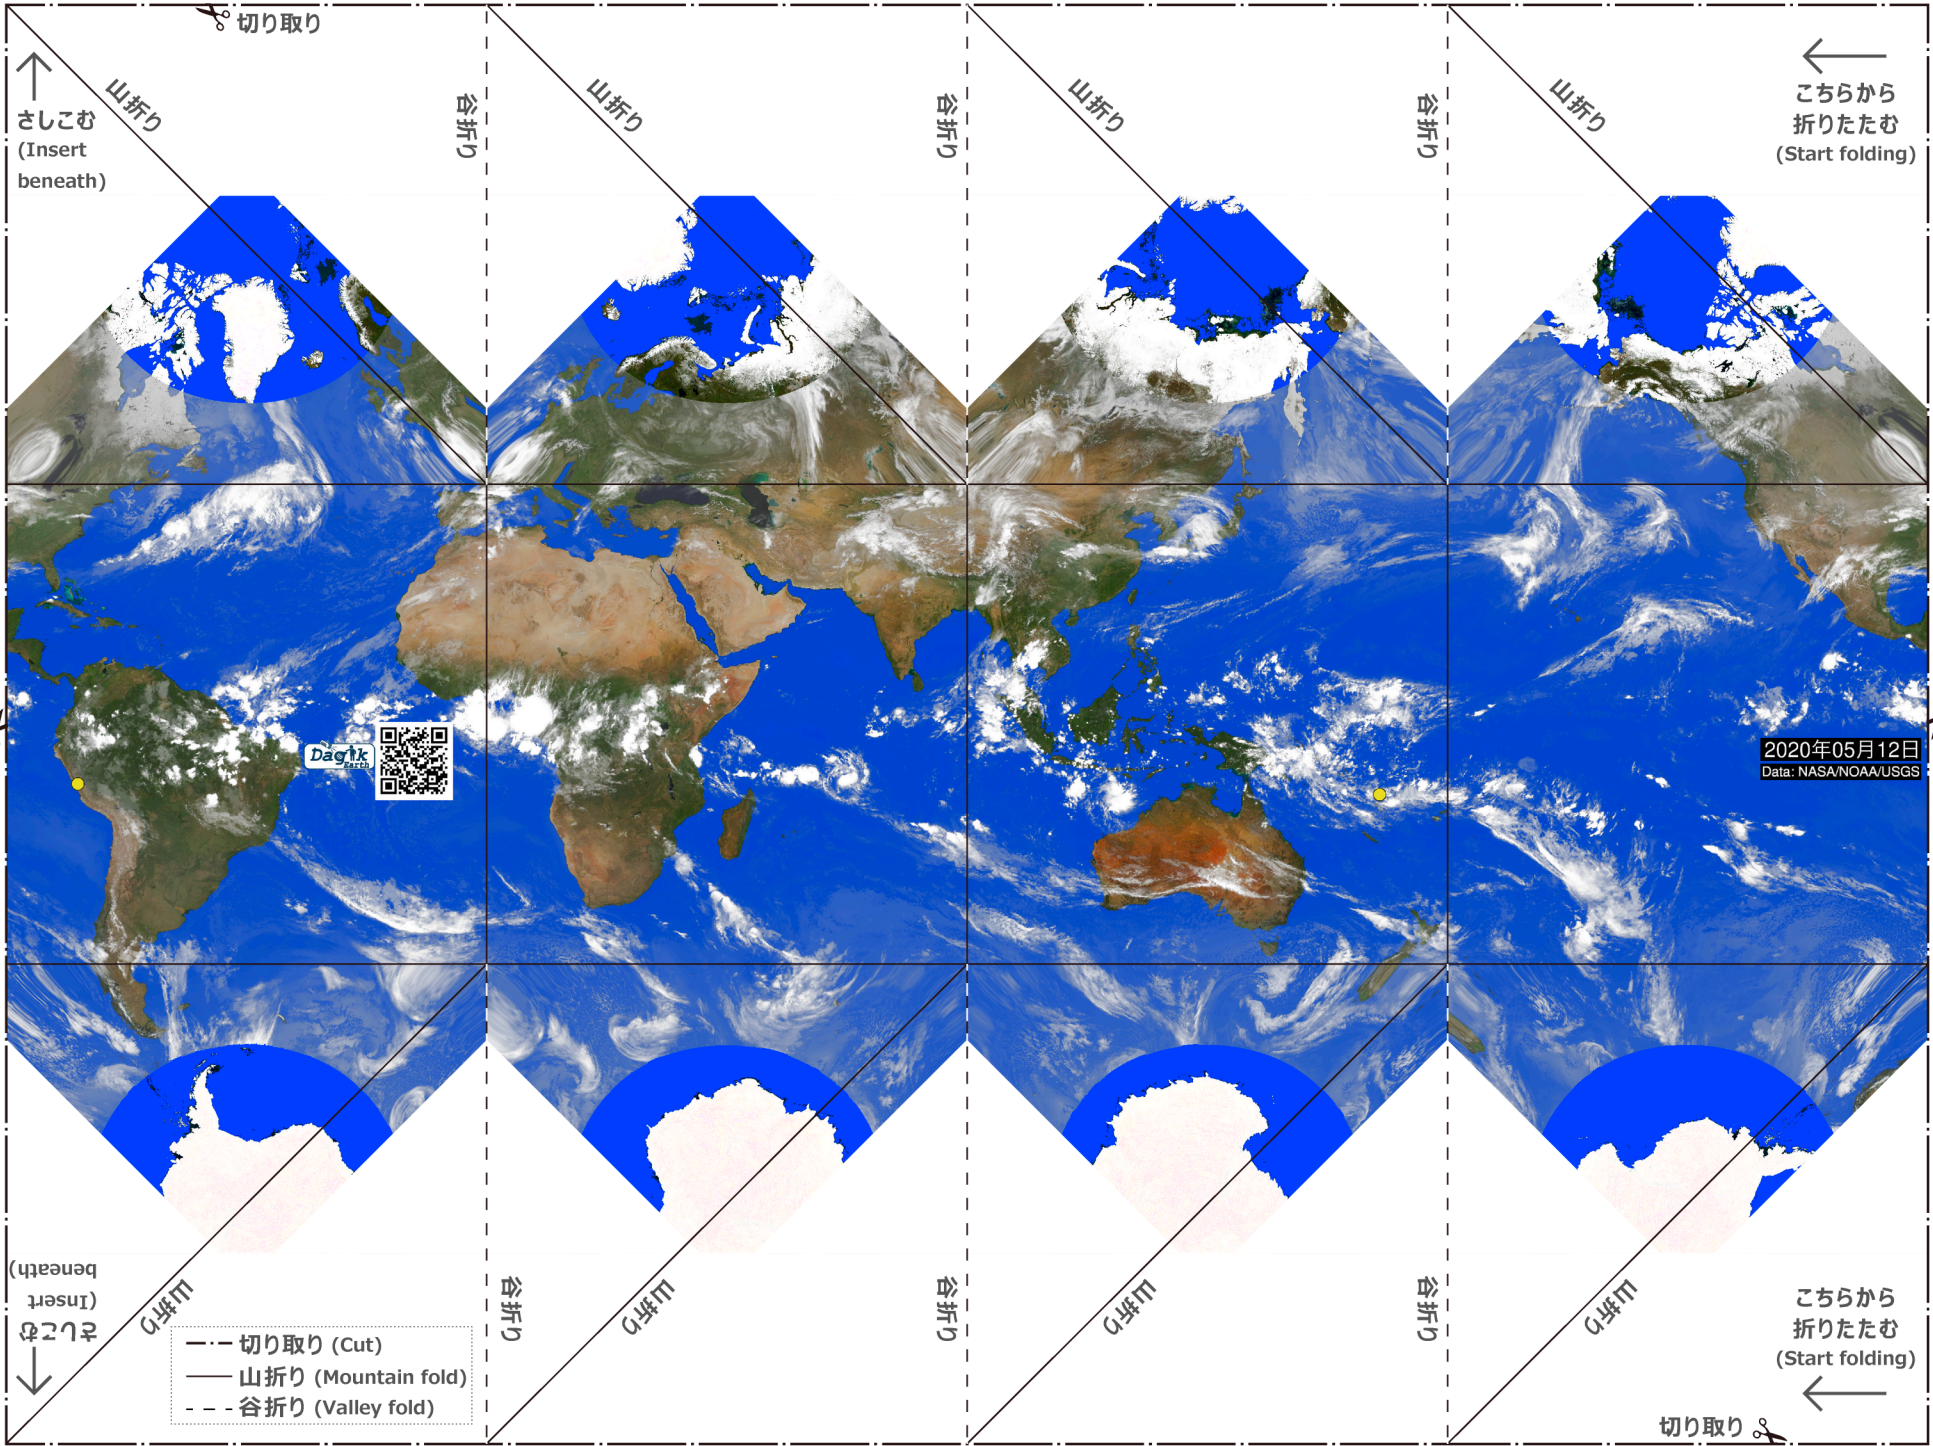 切り取り
山折り
谷折り
山折り
谷折り
山折り
谷折り
山折り
さしこむ
(Insert
beneath)
こちらから
折りたたむ
(Start folding)
Dagik
Earth
2020年05月12日
Data: NASA/NOAA/USGS
さしこむ
(Insert
beneath)
山折り
谷折り
山折り
谷折り
山折り
谷折り
山折り
切り取り (Cut)
山折り (Mountain fold)
谷折り (Valley fold)
こちらから
折りたたむ
(Start folding)
切り取り